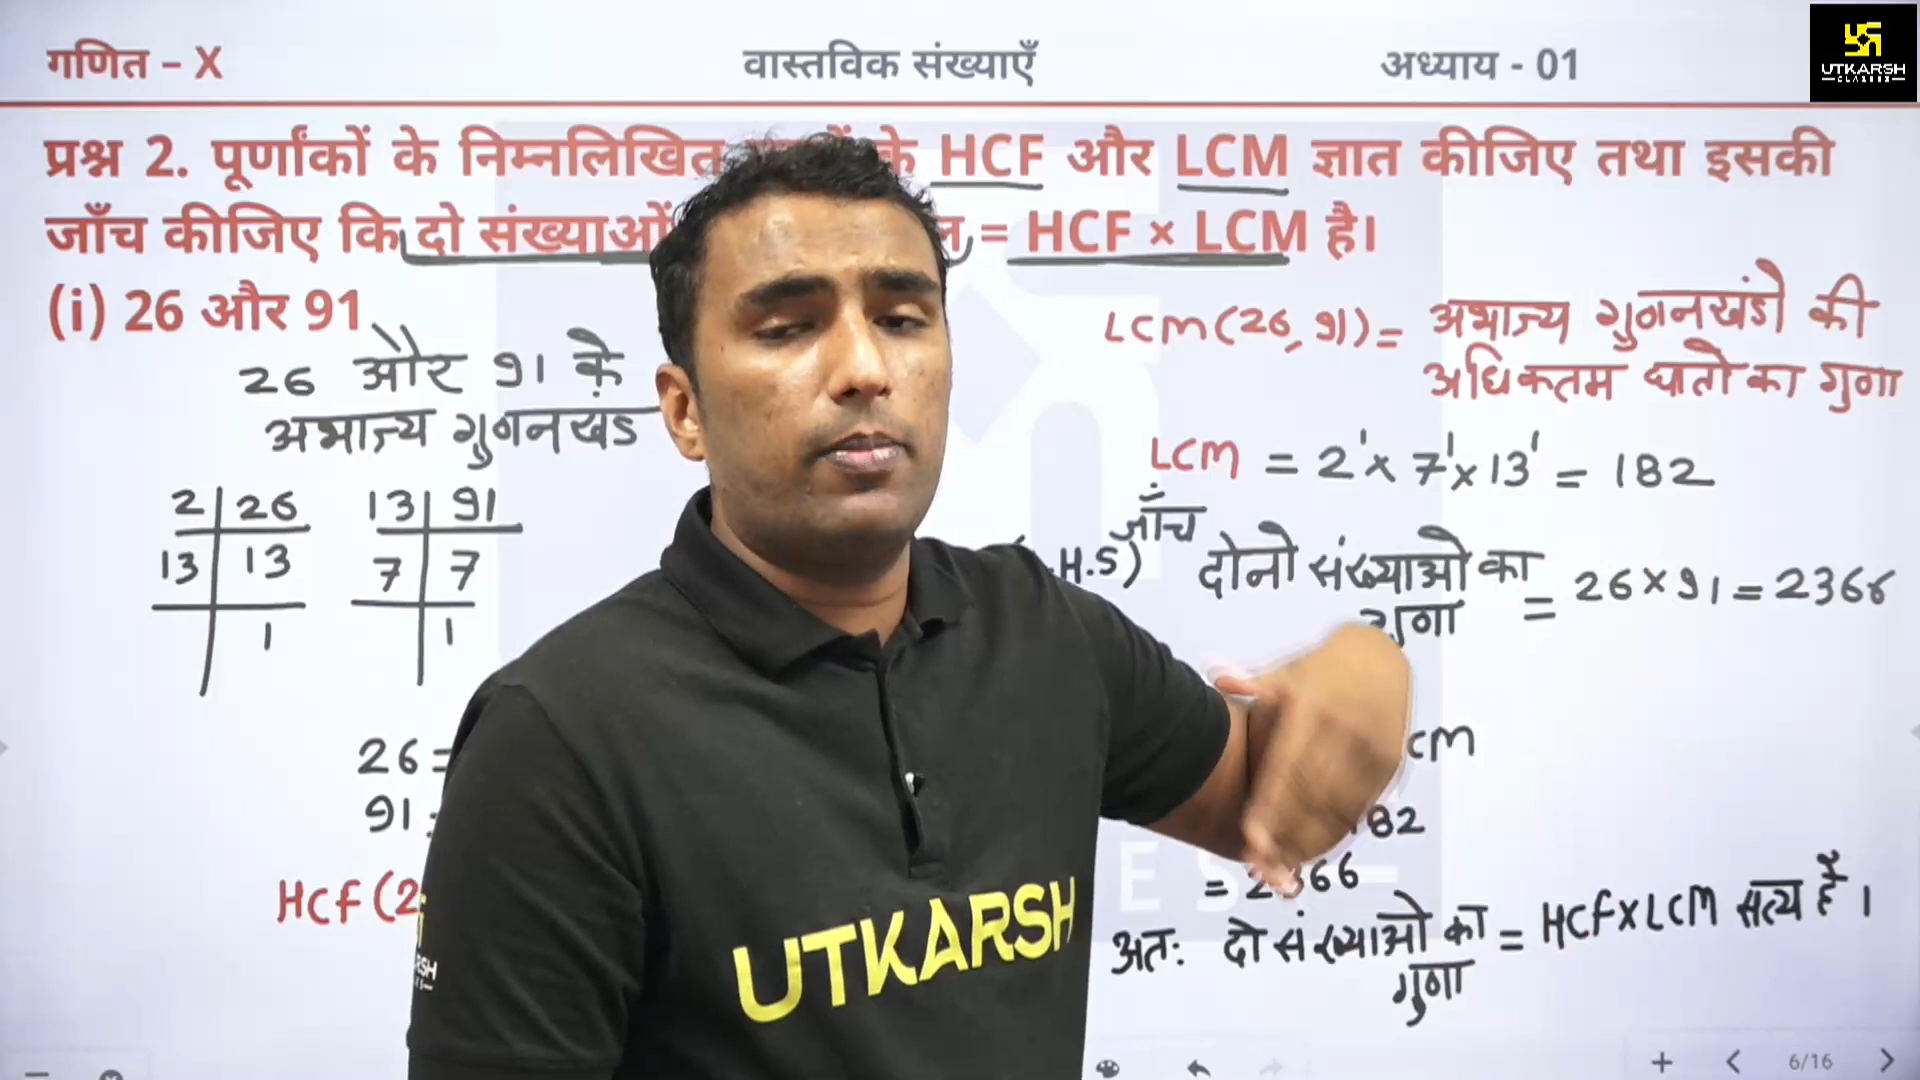 गणित – X
वास्तविक संख्याएँ
अध्याय - 01
UTKARSH
CLASSES
प्रश्न 2. पूर्णांकों के निम्नलिखित के HCF और LCM ज्ञात कीजिए तथा इसकी
जाँच कीजिए कि दो संख्याओं = HCF × LCM है।
(i) 26 और 91
26 और 91 के
अभाज्य गुणनखंड
2 26
13 13
1
13 91
7 7
1
26 =
91
HCF (2
LCM (26, 91) = अभाज्य गुणनखंडो की
अधिकतम घातो का गुणा
LCM = 2¹ × 7¹ × 13¹ = 182
जाँच
.H.S) दोनो संख्याओ का
गुणा = 26 × 91 = 2366
CM
182
= 2366
अतः दो संख्याओ का
गुणा = HCF×LCM सत्य है।
UTKARSH
6/16